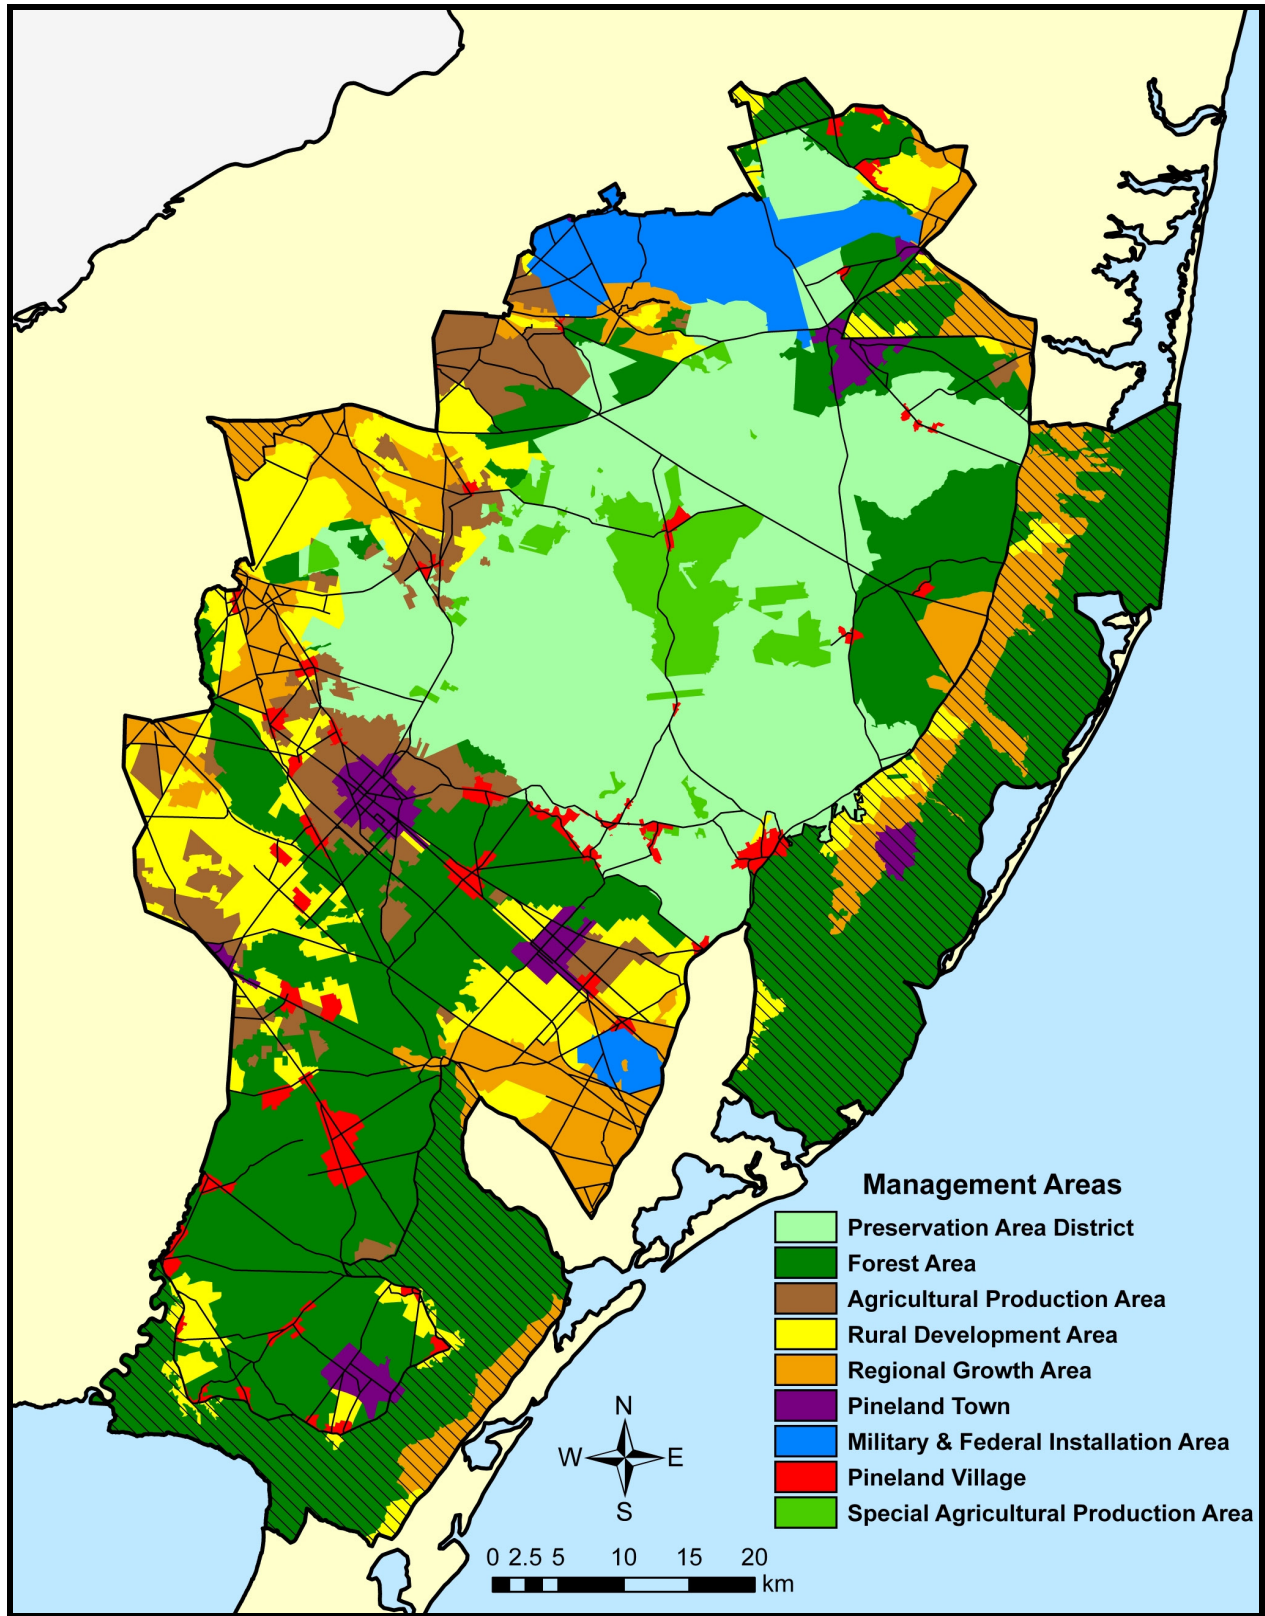 Management Areas
Preservation Area District
Forest Area
Agricultural Production Area
Rural Development Area
Regional Growth Area
Pineland Town
Military & Federal Installation Area
Pineland Village
Special Agricultural Production Area
N
W E
S
0 2.5 5 10 15 20
km